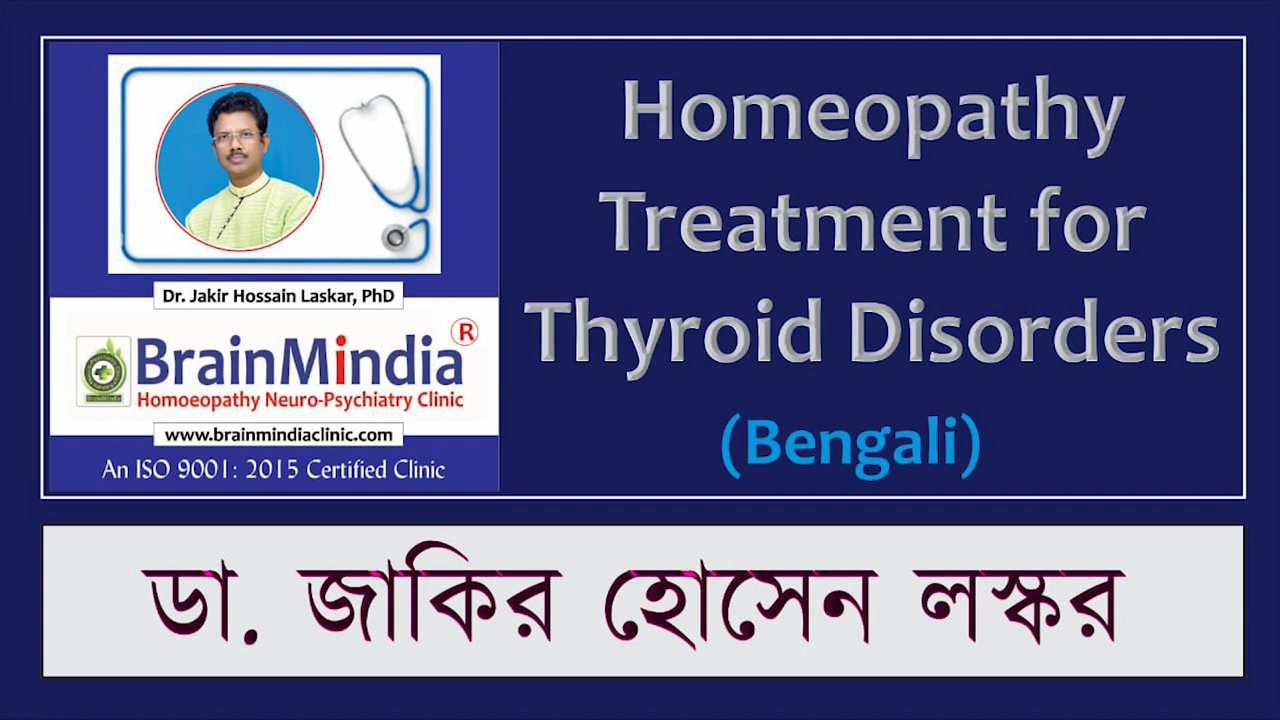 Homeopathy
Treatment for
Thyroid Disorders
(Bengali)
Dr. Jakir Hossain Laskar, PhD
BrainMindia®
Homoeopathy Neuro-Psychiatry Clinic
www.brainmindiaclinic.com
An ISO 9001: 2015 Certified Clinic
ডা. জাকির হোসেন লস্কর